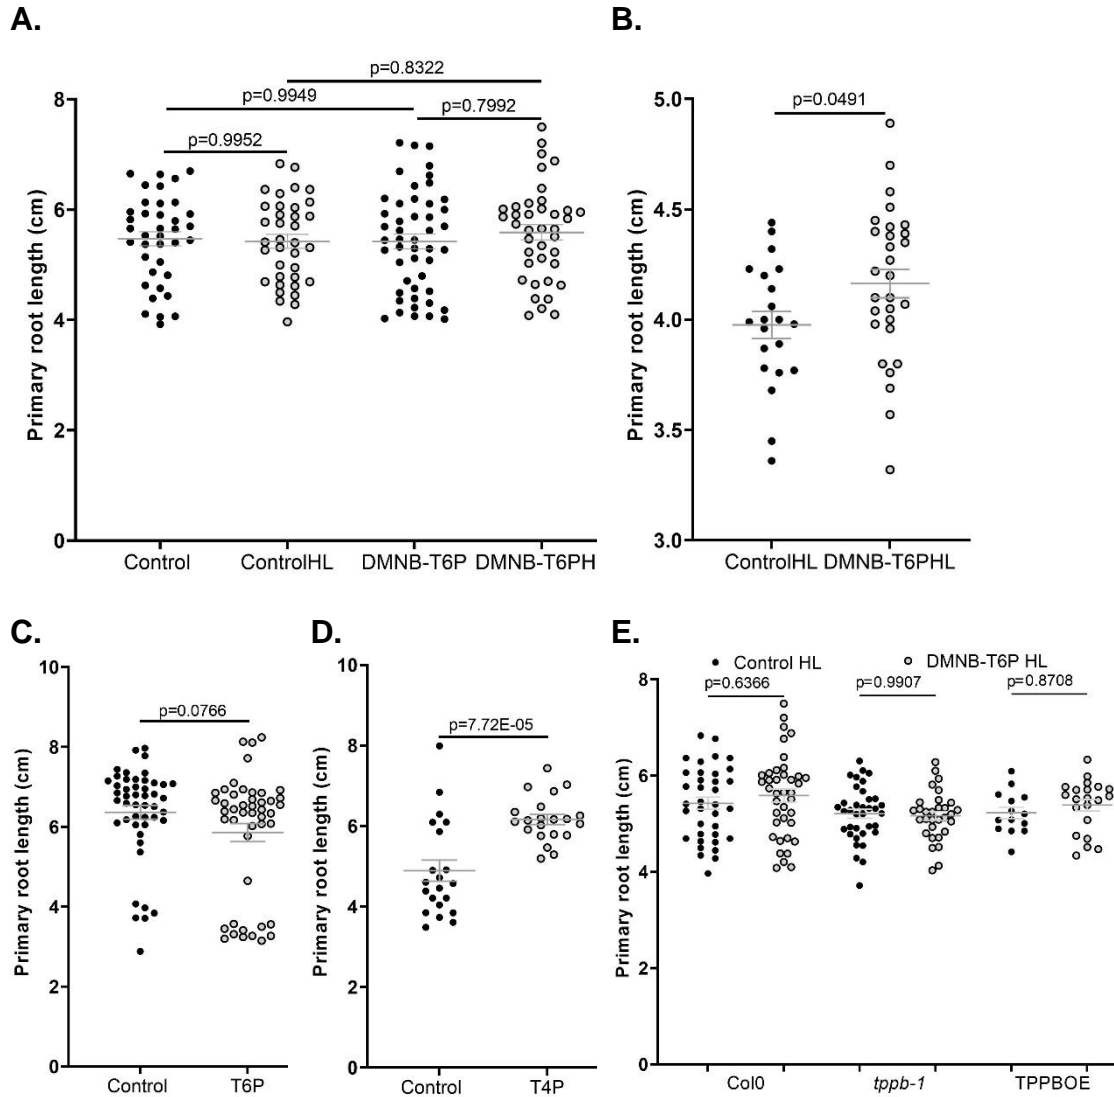 A.
p=0.8322
p=0.9949
p=0.7992
p=0.9952
Primary root length (cm)
8
6
4
2
0
Control ControlHL DMNB-T6P DMNB-T6PH
B.
p=0.0491
Primary root length (cm)
5.0
4.5
4.0
3.5
3.0
ControlHL DMNB-T6PHL
C.
p=0.0766
Primary root length (cm)
10
8
6
4
2
0
Control T6P
D.
p=7.72E-05
Primary root length (cm)
10
8
6
4
2
0
Control T4P
E.
Control HL DMNB-T6P HL
p=0.6366 p=0.9907 p=0.8708
Primary root length (cm)
8
6
4
2
0
Col0 tppb-1 TPPBOE